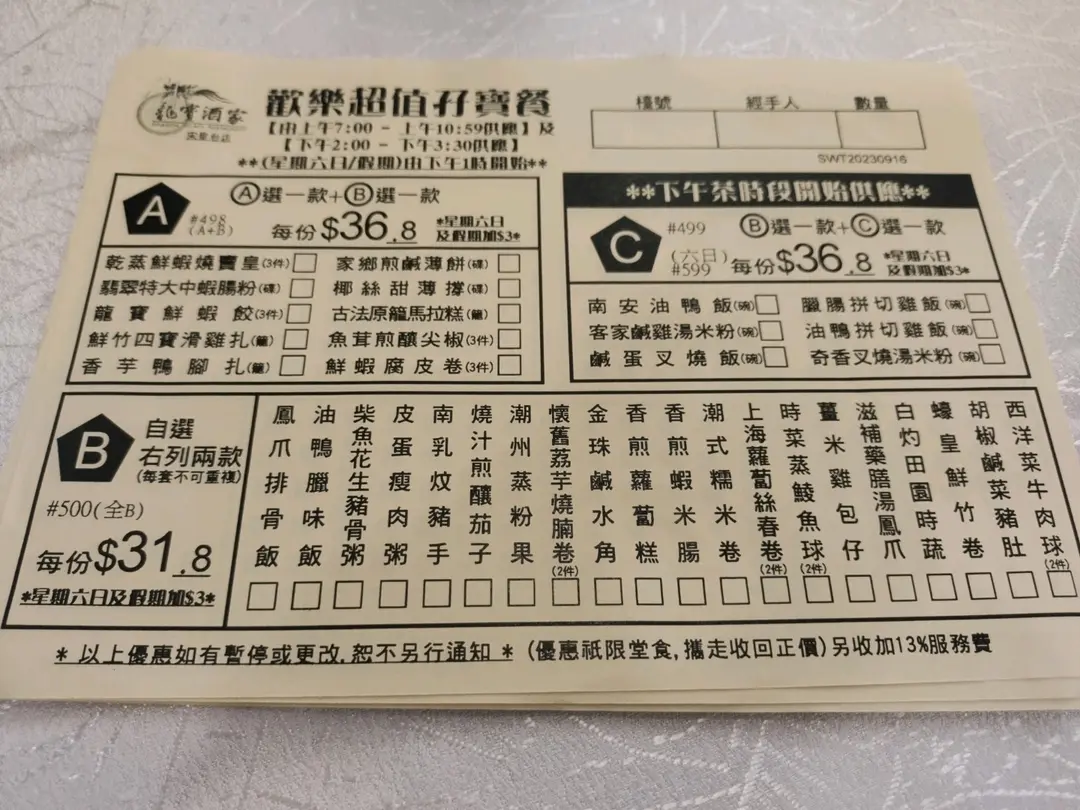 龍寶酒家
宋皇台店
歡樂超值孖寶餐
【由上午7:00 - 上午10:59供應】及
【下午2:00 - 下午3:30供應】
**(星期六日/假期)由下午1時開始**
檯號 經手人 數量
SWT20230916
A
#498
(A+B)
Ⓐ選一款+Ⓑ選一款
每份$36.8
*星期六日
及假期加$3*
乾蒸鮮蝦燒賣皇(3件)
翡翠特大中蝦腸粉(碟)
龍寶鮮蝦餃(3件)
鮮竹四寶滑雞扎(籠)
香芋鴨腳扎(籠)
家鄉煎鹹薄餅(碟)
椰絲甜薄撐(碟)
古法原籠馬拉糕(籠)
魚茸煎釀尖椒(3件)
鮮蝦腐皮卷(3件)
**下午茶時段開始供應**
C
#499
(六日)
#599
Ⓑ選一款+Ⓒ選一款
每份$36.8
*星期六日
及假期加$3*
南安油鴨飯(碗)
客家鹹雞湯米粉(碗)
鹹蛋叉燒飯(碗)
臘腸拼切雞飯(碗)
油鴨拼切雞飯(碗)
奇香叉燒湯米粉(碗)
B
自選
右列兩款
(每套不可重複)
#500(全B)
每份$31.8
*星期六日及假期加$3*
鳳爪排骨飯
油鴨臘味飯
柴魚花生豬骨粥
皮蛋瘦肉粥
南乳炆豬手
燒汁煎釀茄子
潮州蒸粉果
懷舊荔芋燒腩卷(2件)
金珠鹹水角
香煎蘿蔔糕
香煎蝦米腸
潮式糯米卷
上海蘿蔔絲春卷(2件)
時菜蒸鯪魚球(2件)
薑米雞包仔
滋補藥膳湯鳳爪
白灼田園時蔬
蠔皇鮮竹卷
胡椒鹹菜豬肚
西洋菜牛肉球(2件)
* 以上優惠如有暫停或更改,恕不另行通知 * (優惠祇限堂食,攜走收回正價)另收加13%服務費